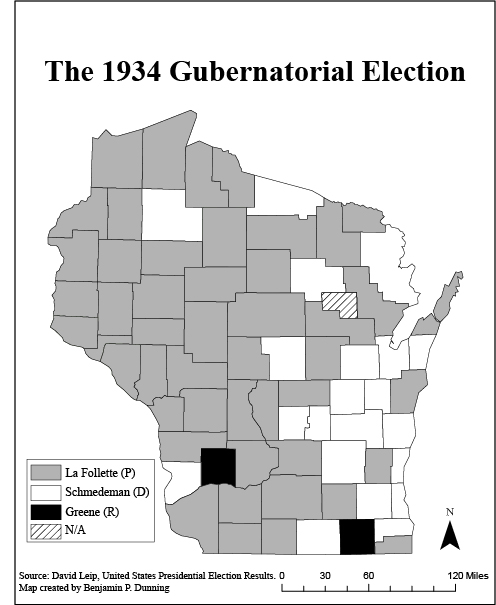 The 1934 Gubernatorial Election
La Follette (P)
Schmedeman (D)
Greene (R)
N/A
N
Source: David Leip, United States Presidential Election Results.
Map created by Benjamin P. Dunning
0 30 60 120 Miles